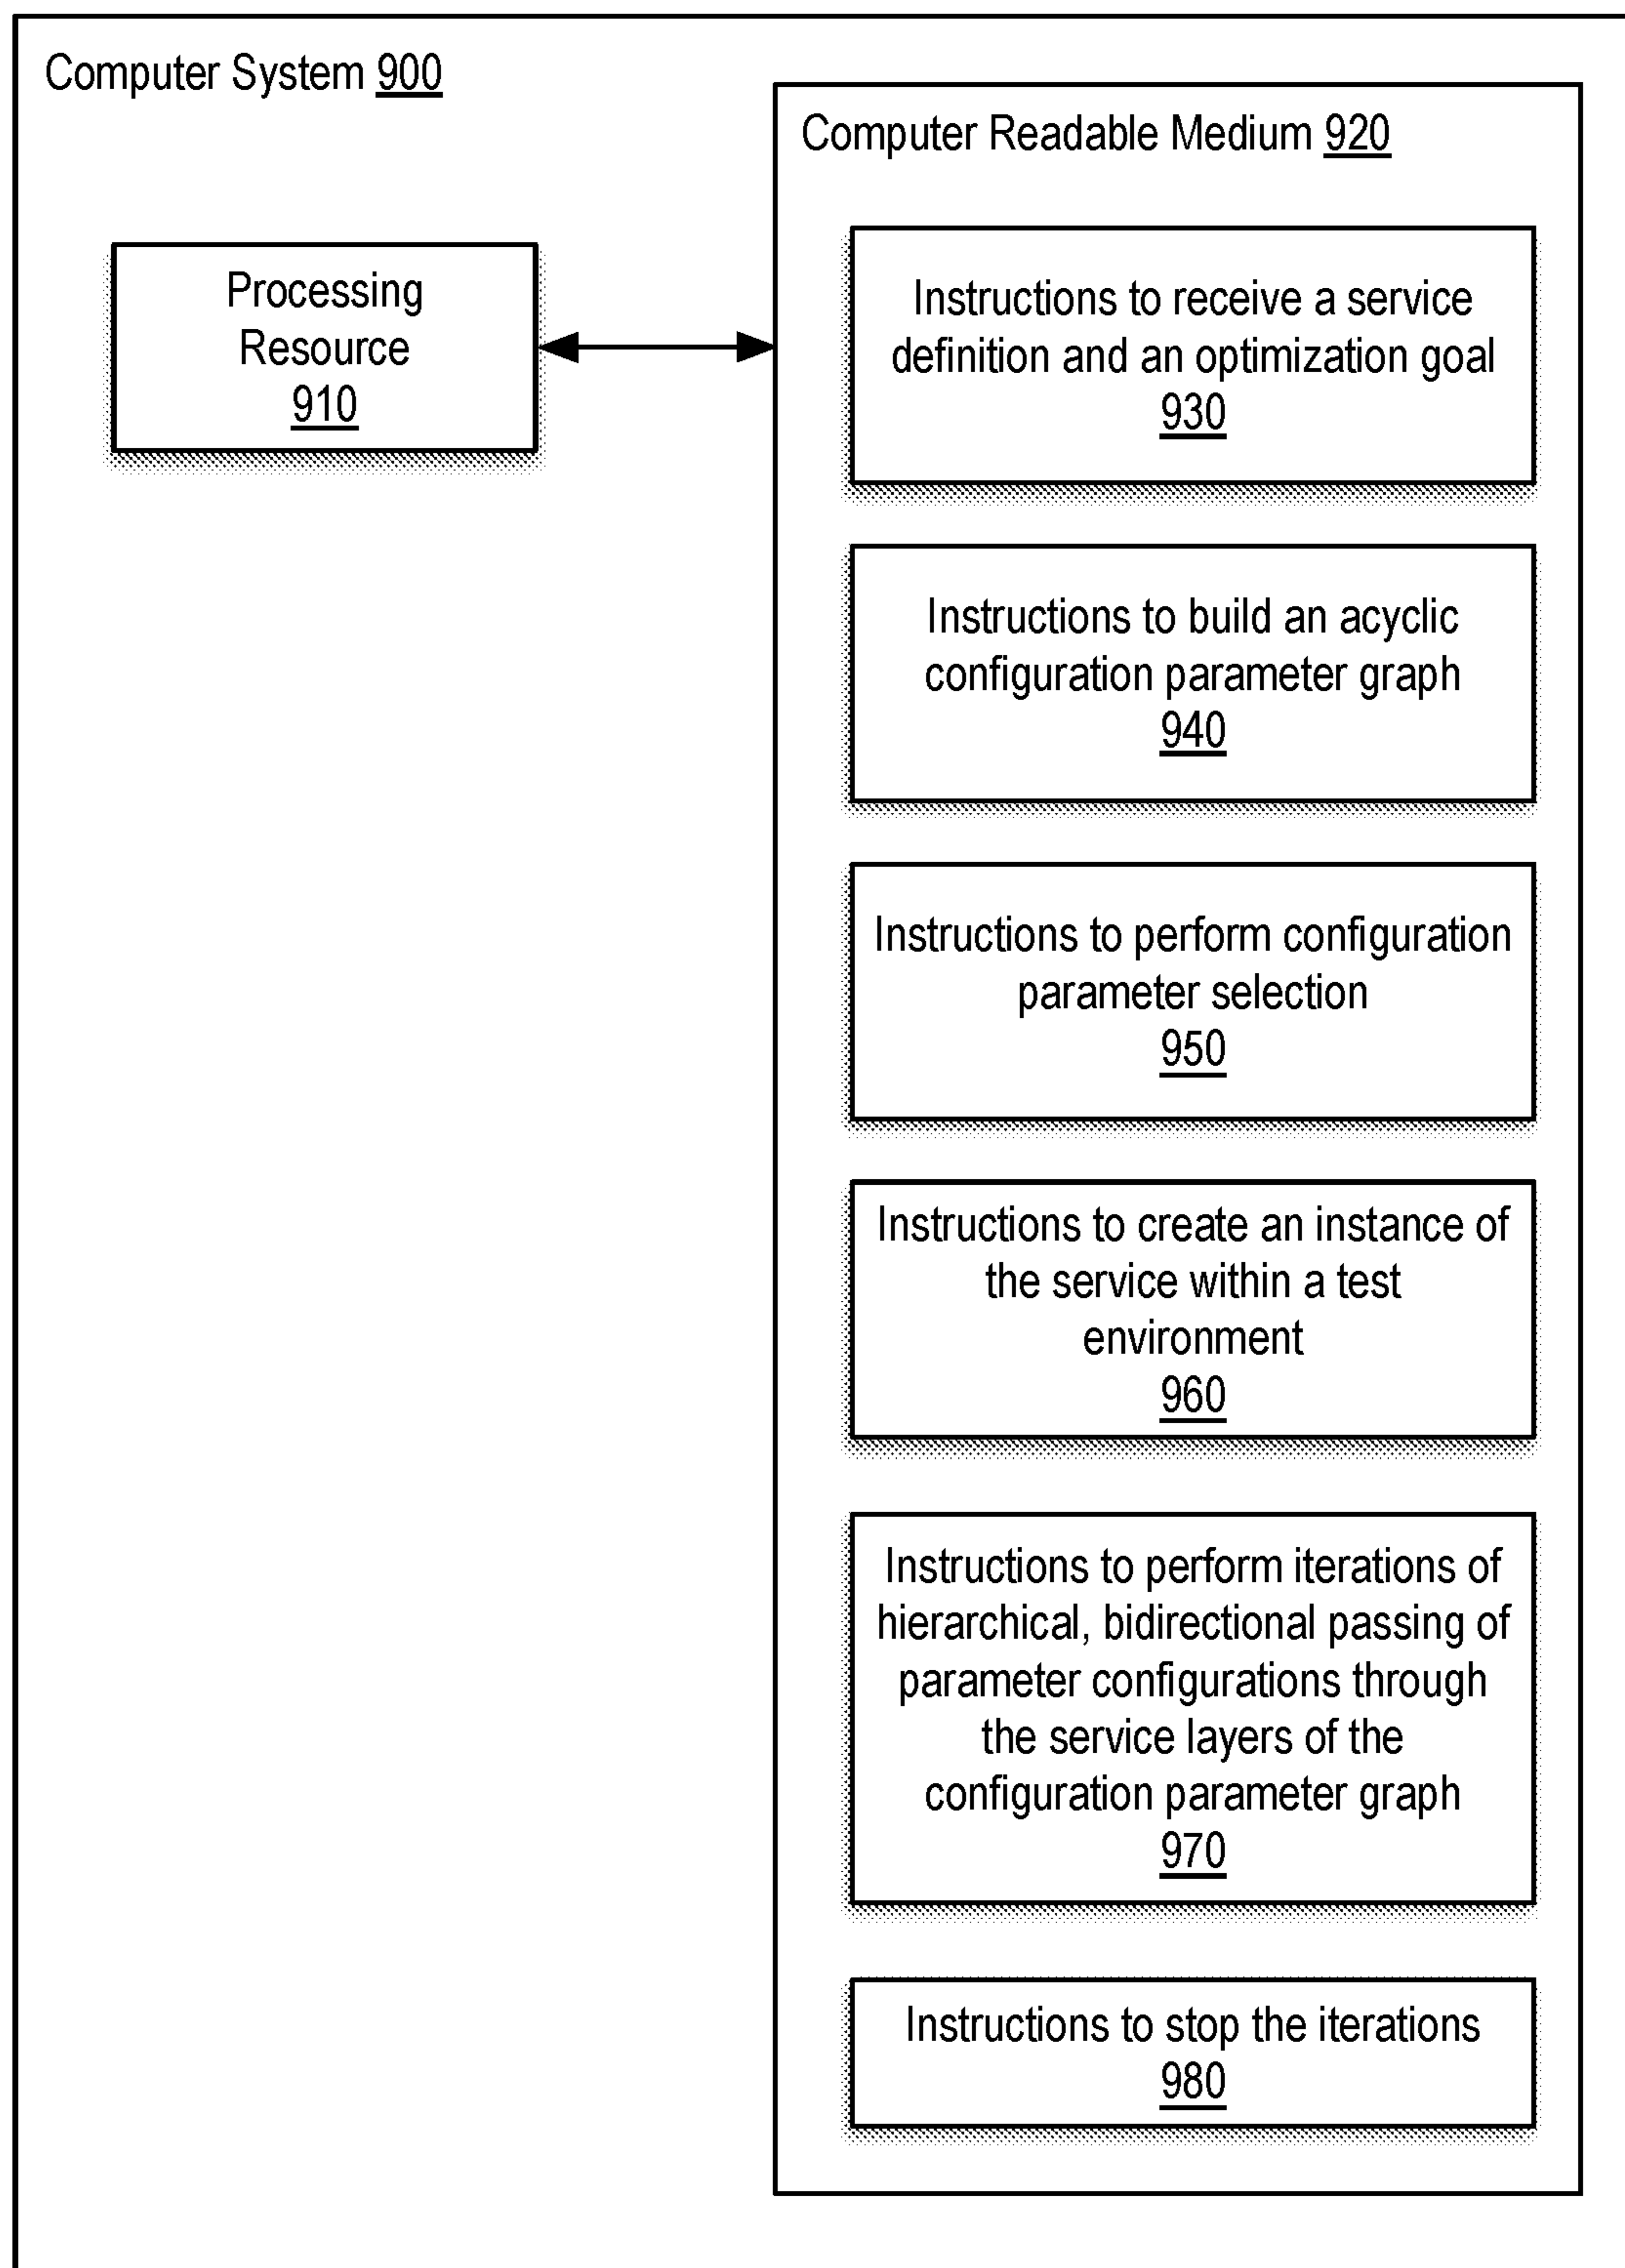 Computer System 900
Computer Readable Medium 920
Processing
Resource
910
Instructions to receive a service
definition and an optimization goal
930
Instructions to build an acyclic
configuration parameter graph
940
Instructions to perform configuration
parameter selection
950
Instructions to create an instance of
the service within a test
environment
960
Instructions to perform iterations of
hierarchical, bidirectional passing of
parameter configurations through
the service layers of the
configuration parameter graph
970
Instructions to stop the iterations
980